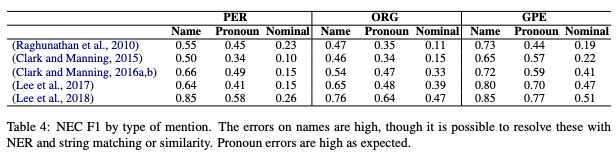 PER ORG GPE
Name Pronoun Nominal Name Pronoun Nominal Name Pronoun Nominal
(Raghunathan et al., 2010) 0.55 0.45 0.23 0.47 0.35 0.11 0.73 0.44 0.19
(Clark and Manning, 2015) 0.50 0.34 0.10 0.46 0.34 0.15 0.65 0.57 0.22
(Clark and Manning, 2016a,b) 0.66 0.49 0.15 0.54 0.47 0.33 0.72 0.59 0.41
(Lee et al., 2017) 0.64 0.41 0.15 0.65 0.48 0.39 0.80 0.70 0.47
(Lee et al., 2018) 0.85 0.58 0.26 0.76 0.64 0.47 0.85 0.77 0.51
Table 4: NEC F1 by type of mention. The errors on names are high, though it is possible to resolve these with
NER and string matching or similarity. Pronoun errors are high as expected.